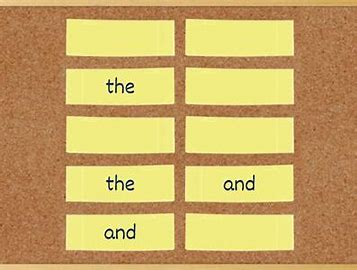 the
the and
and